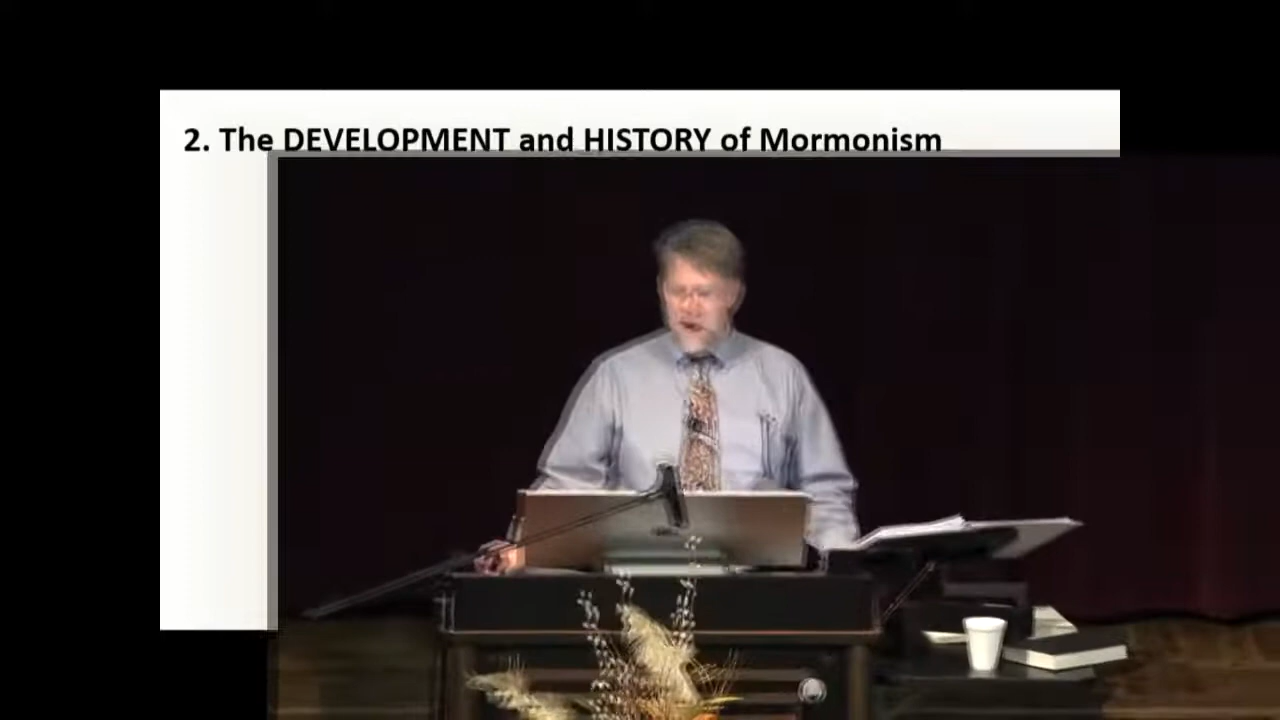 2. The DEVELOPMENT and HISTORY of Mormonism